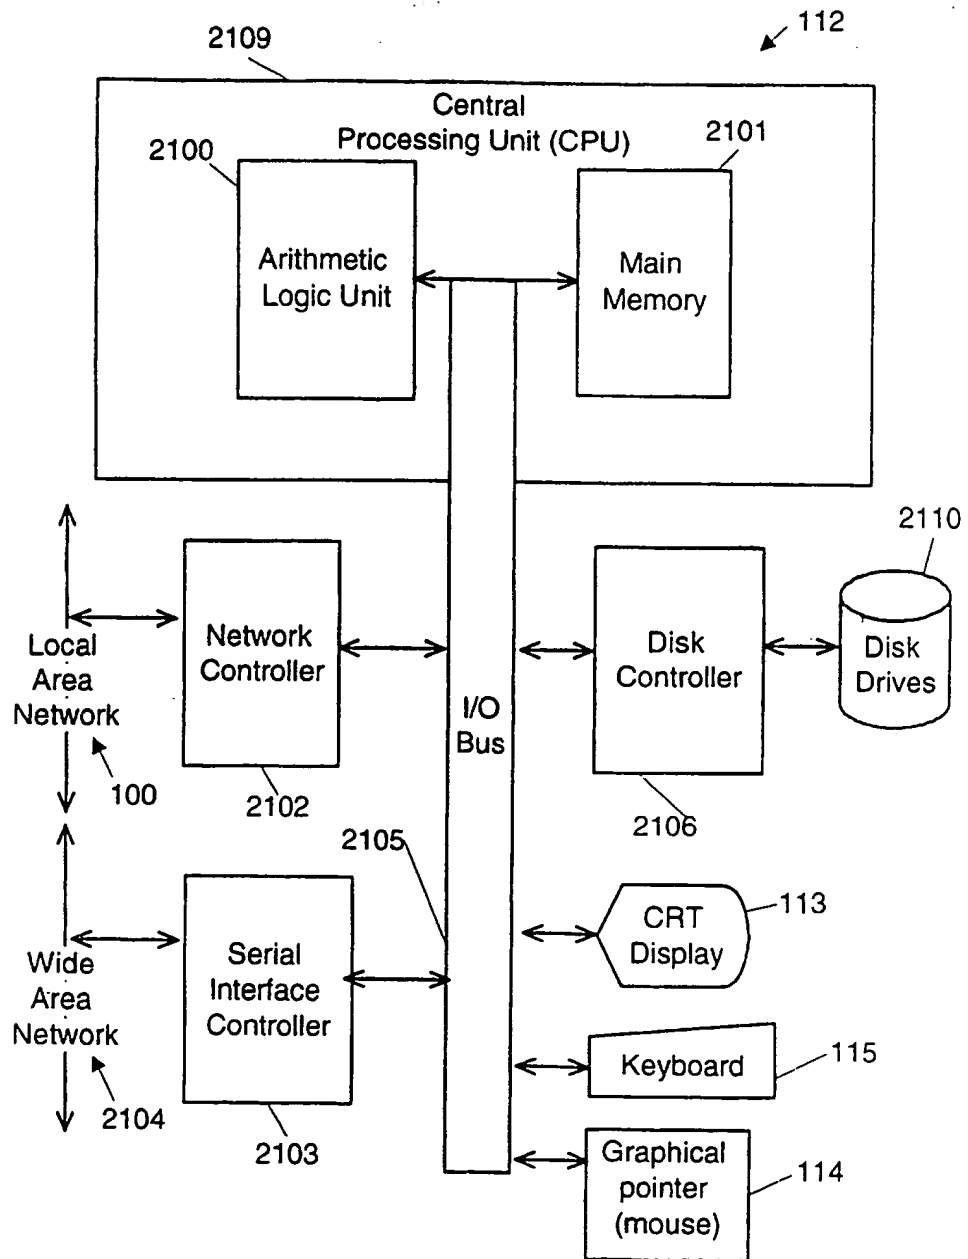 112
2109
Central
Processing Unit (CPU)
2100
2101
Arithmetic
Logic Unit
Main
Memory
2110
Local
Area
Network
Network
Controller
I/O
Bus
Disk
Controller
Disk
Drives
100
2102
2106
2105
Wide
Area
Network
Serial
Interface
Controller
CRT
Display
113
Keyboard
115
2104
2103
Graphical
pointer
(mouse)
114